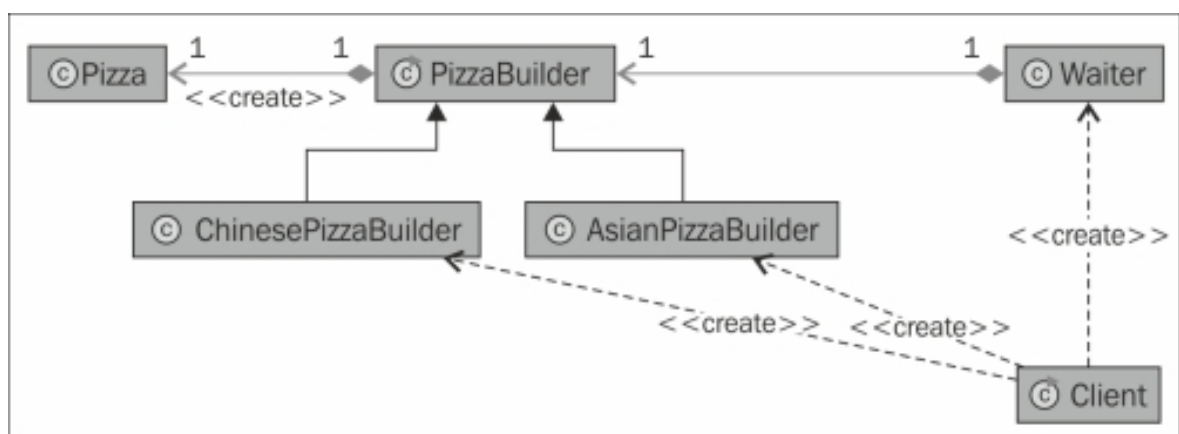 1 1 1 1
© Pizza © PizzaBuilder © Waiter
<<create>>
© ChinesePizzaBuilder © AsianPizzaBuilder
<<create>>
<<create>> <<create>>
© Client